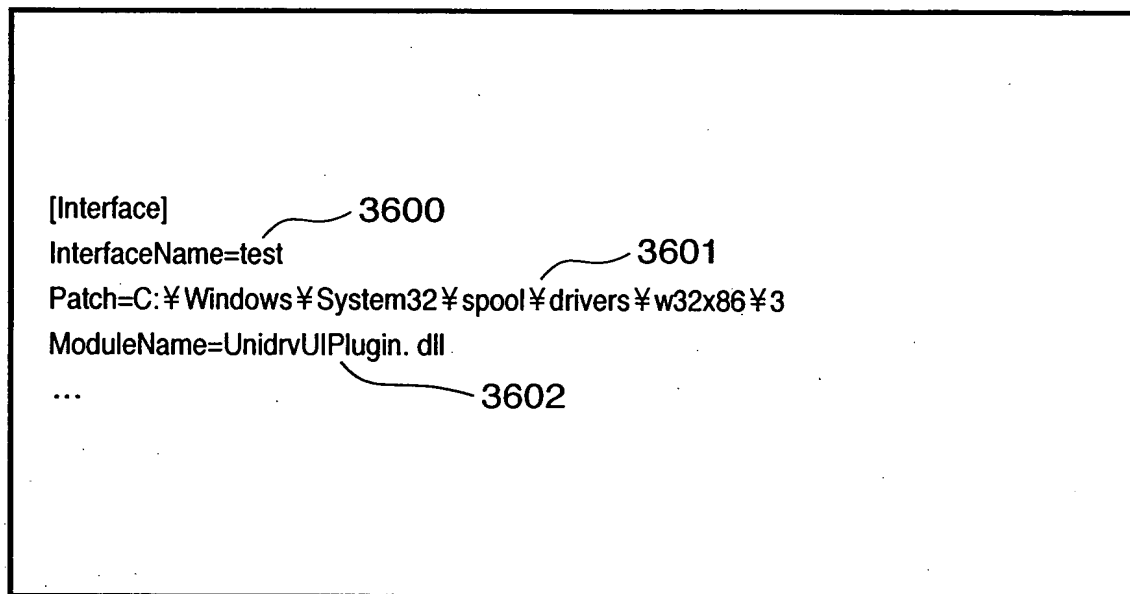 [Interface] 3600
InterfaceName=test 3601
Patch=C:¥Windows¥System32¥spool¥drivers¥w32x86¥3
ModuleName=UnidrvUIPlugin. dll
... 3602